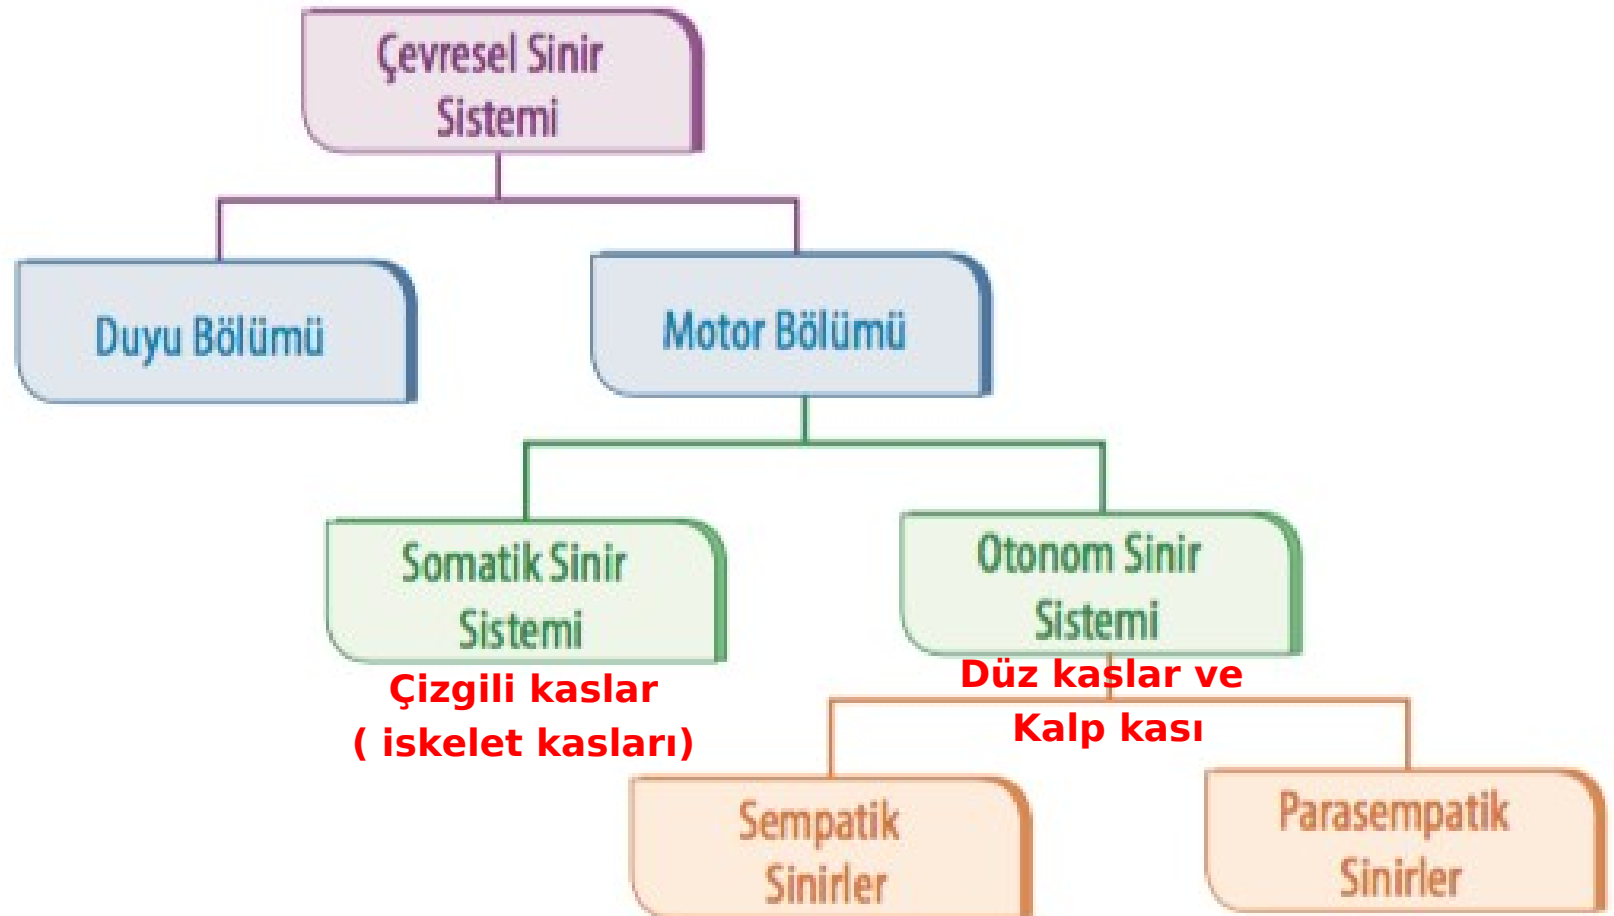 Çevresel Sinir
Sistemi
Duyu Bölümü
Motor Bölümü
Somatik Sinir
Sistemi
Otonom Sinir
Sistemi
Çizgili kaslar
( iskelet kasları)
Düz kaslar ve
Kalp kası
Sempatik
Sinirler
Parasempatik
Sinirler